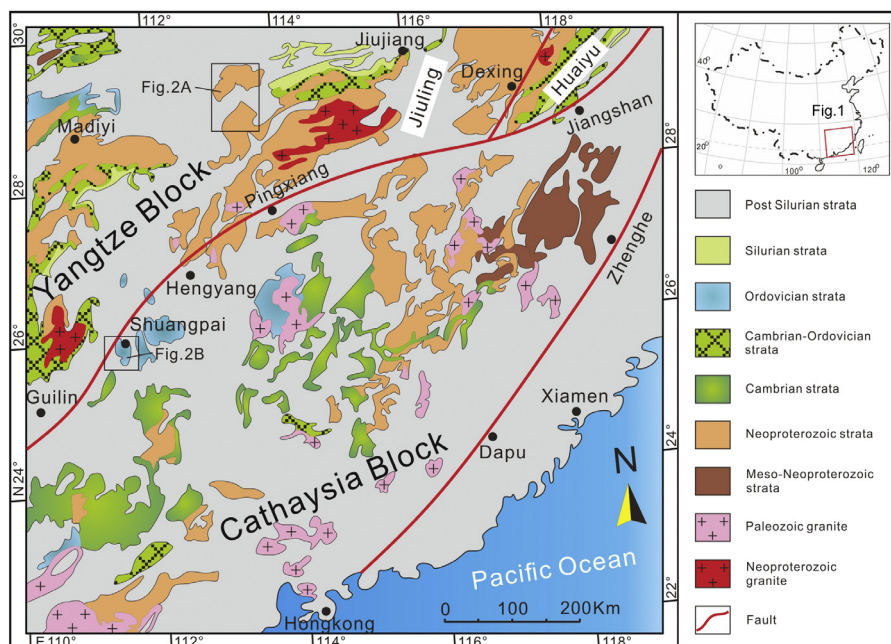 112°
114°
116°
118°
30°
Jiujiang
Fig.2A
Dexing
Huaiyu
Jiuling
Madiyi
Jiangshan
28°
28°
Pingxiang
Yangtze Block
Zhenghe
Hengyang
26°
26°
Shuangpai
Fig.2B
Guilin
Xiamen
24°
Dapu
N 24°
Cathaysia Block
N
Pacific Ocean
22°
0 100 200Km
Hongkong
E 110°
112°
114°
116°
118°
40°
Fig.1
20°
20°
100°
120°
Post Silurian strata
Silurian strata
Ordovician strata
Cambrian-Ordovician
strata
Cambrian strata
Neoproterozoic strata
Meso-Neoproterozoic
strata
Paleozoic granite
Neoproterozoic
granite
Fault